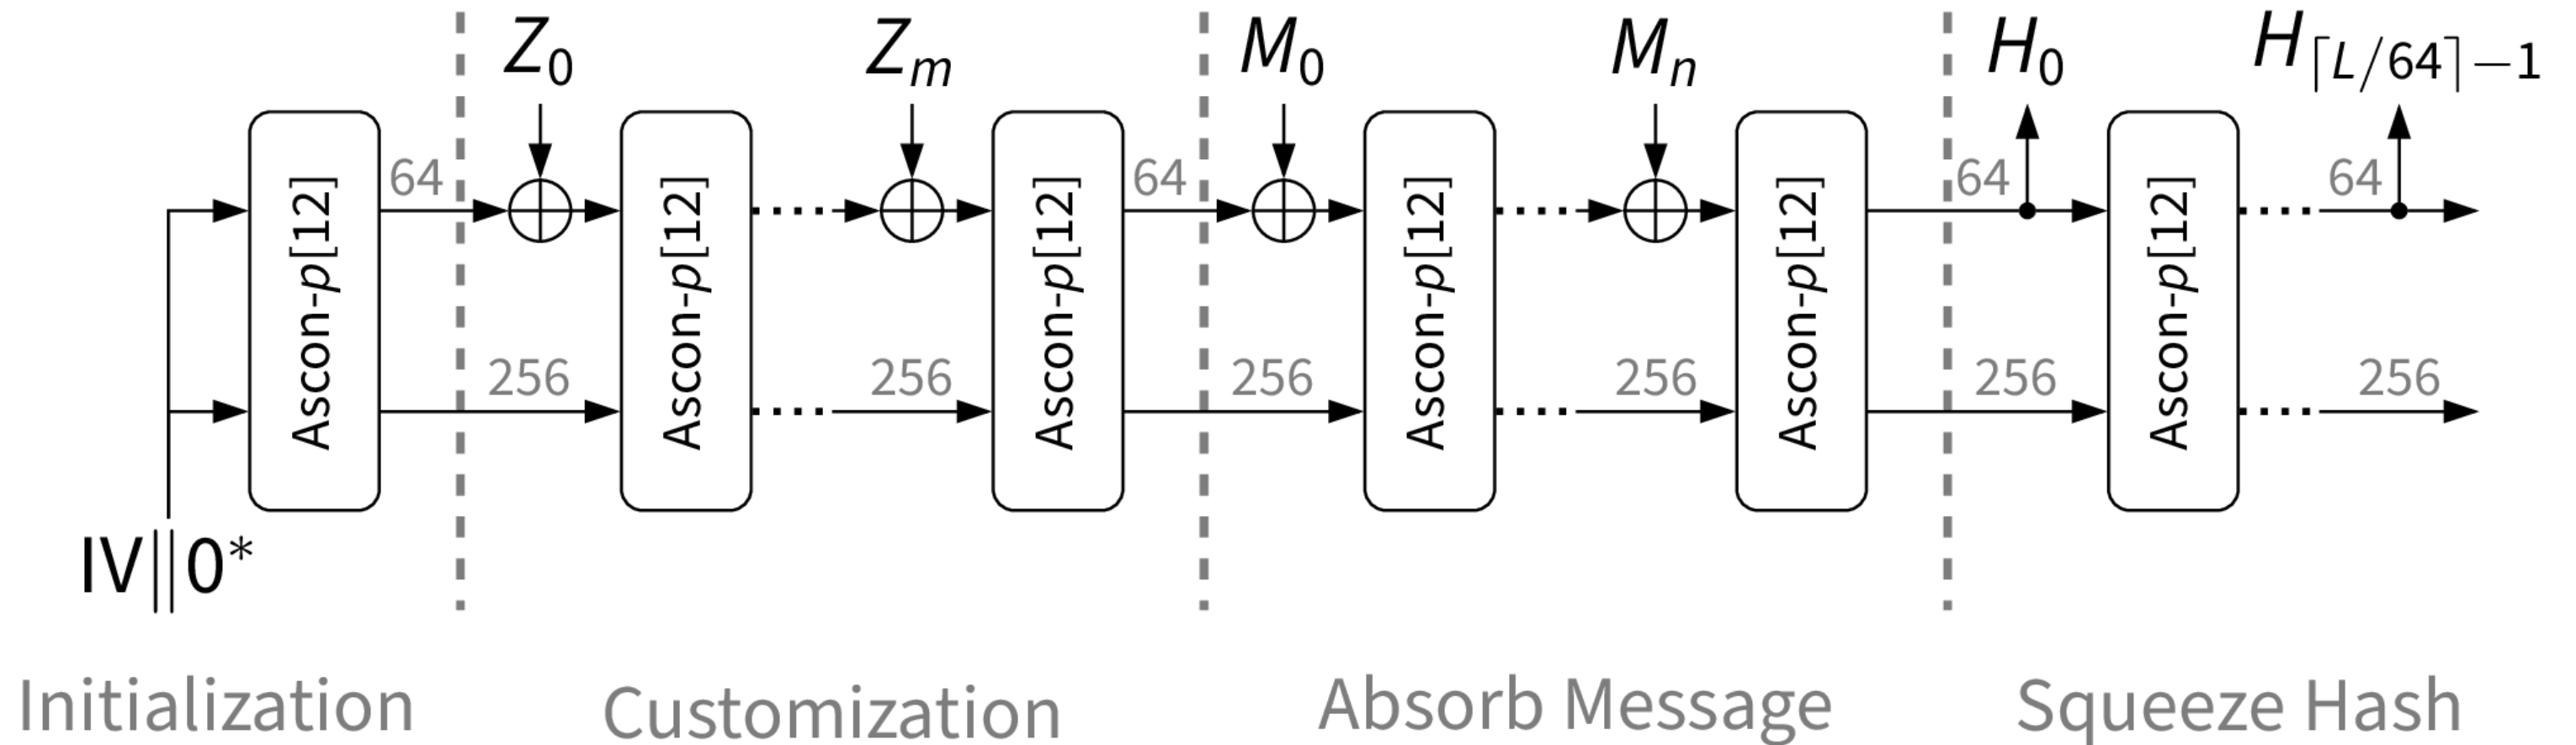 Z₀ Zₘ M₀ Mₙ H₀ H⌈L/64⌉−1
64 64 64 64
Ascon-p[12] Ascon-p[12] Ascon-p[12] Ascon-p[12] Ascon-p[12] Ascon-p[12]
256 256 256 256 256 256
IV‖0*
Initialization Customization Absorb Message Squeeze Hash